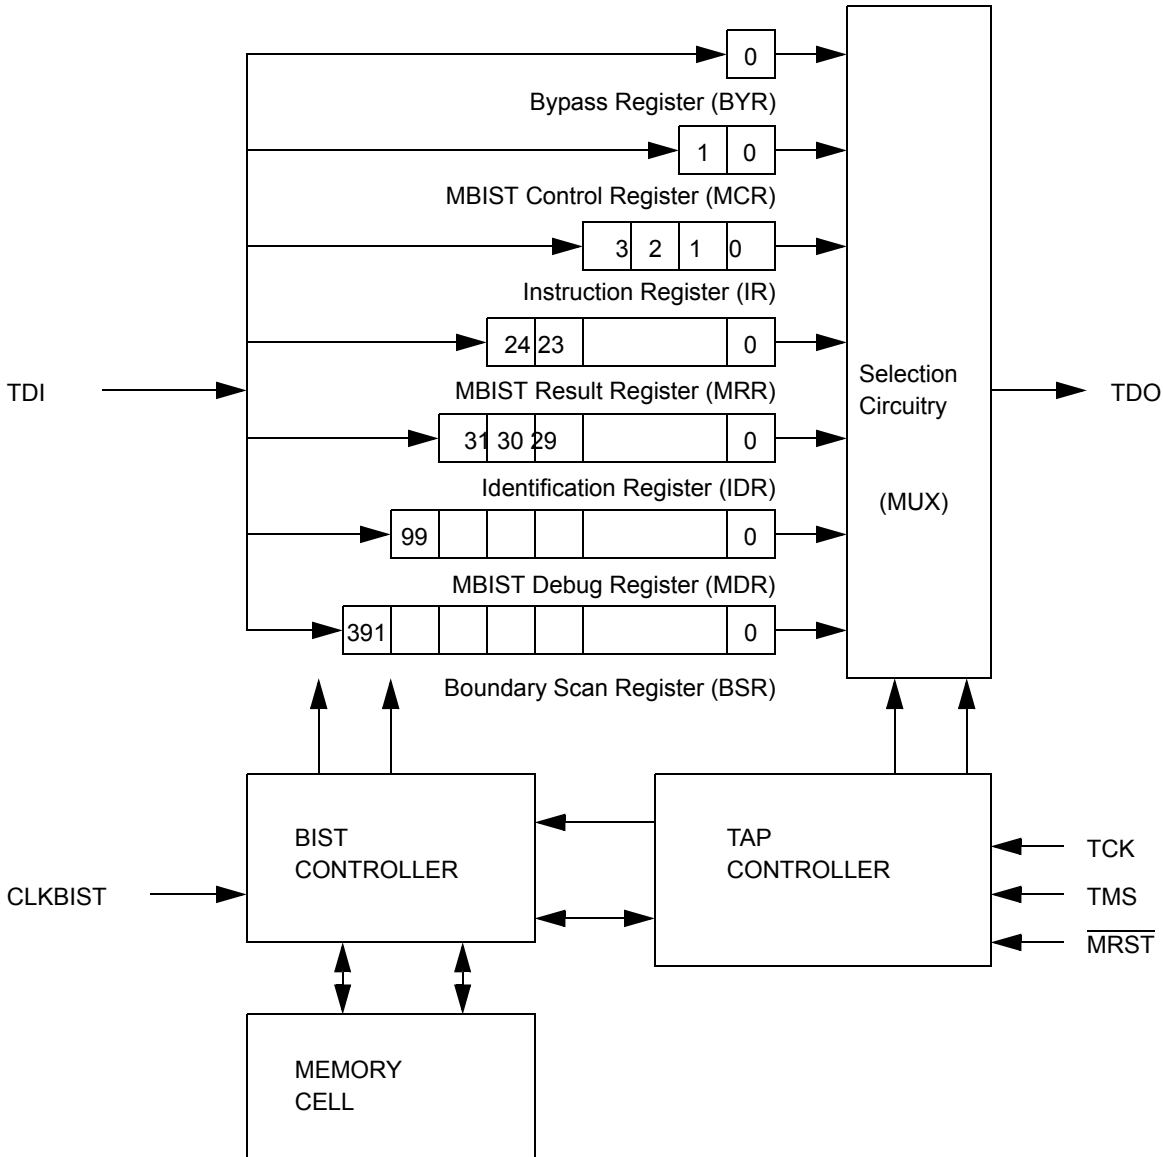 0
Bypass Register (BYR)
1 0
MBIST Control Register (MCR)
3 2 1 0
Instruction Register (IR)
24 23 0
MBIST Result Register (MRR)
TDI
Selection
Circuitry
TDO
31 30 29 0
Identification Register (IDR)
(MUX)
99 0
MBIST Debug Register (MDR)
391 0
Boundary Scan Register (BSR)
BIST
CONTROLLER
TAP
CONTROLLER
TCK
CLKBIST
TMS
MRST
MEMORY
CELL